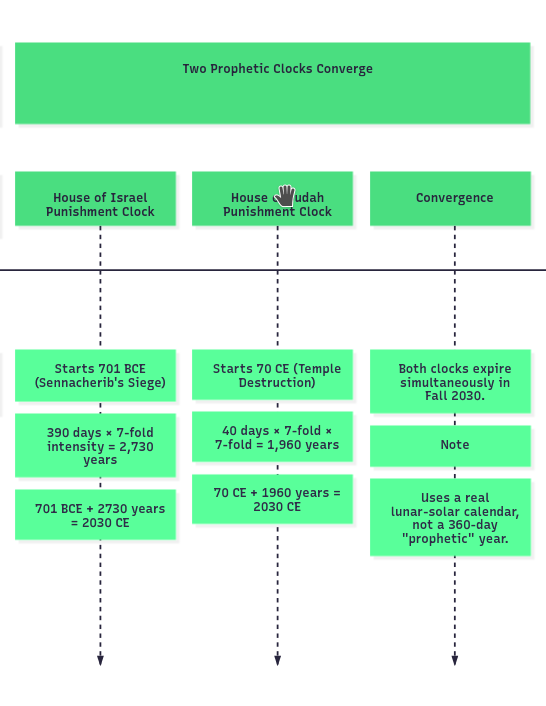 Two Prophetic Clocks Converge
House of Israel
Punishment Clock
House
Punishment Clock
Convergence
Starts 701 BCE
(Sennacherib's Siege)
390 days × 7-fold
intensity = 2,730
years
701 BCE + 2730 years
= 2030 CE
Starts 70 CE (Temple
Destruction)
40 days × 7-fold ×
7-fold = 1,960 years
70 CE + 1960 years =
2030 CE
Both clocks expire
simultaneously in
Fall 2030.
Note
Uses a real
lunar-solar calendar,
not a 360-day
"prophetic" year.